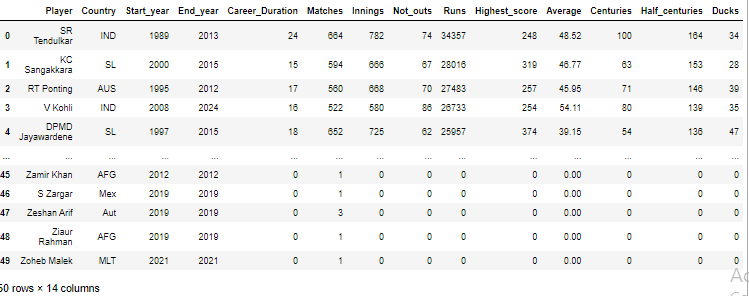 Player Country Start_year End_year Career_Duration Matches Innings Not_outs Runs Highest_score Average Centuries Half_centuries Ducks
0 SR Tendulkar IND 1989 2013 24 664 782 74 34357 248 48.52 100 164 34
1 KC Sangakkara SL 2000 2015 15 594 666 67 28016 319 46.77 63 153 28
2 RT Ponting AUS 1995 2012 17 560 668 70 27483 257 45.95 71 146 39
3 V Kohli IND 2008 2024 16 522 580 86 26733 254 54.11 80 139 35
4 DPMD Jayawardene SL 1997 2015 18 652 725 62 25957 374 39.15 54 136 47
... ... ... ... ... ... ... ... ... ... ... ... ... ... ...
45 Zamir Khan AFG 2012 2012 0 1 0 0 0 0 0.00 0 0 0
46 S Zargar Mex 2019 2019 0 1 0 0 0 0 0.00 0 0 0
47 Zeshan Arif Aut 2019 2019 0 3 0 0 0 0 0.00 0 0 0
48 Ziaur Rahman AFG 2019 2019 0 1 0 0 0 0 0.00 0 0 0
49 Zoheb Malek MLT 2021 2021 0 1 0 0 0 0 0.00 0 0 0
50 rows × 14 columns